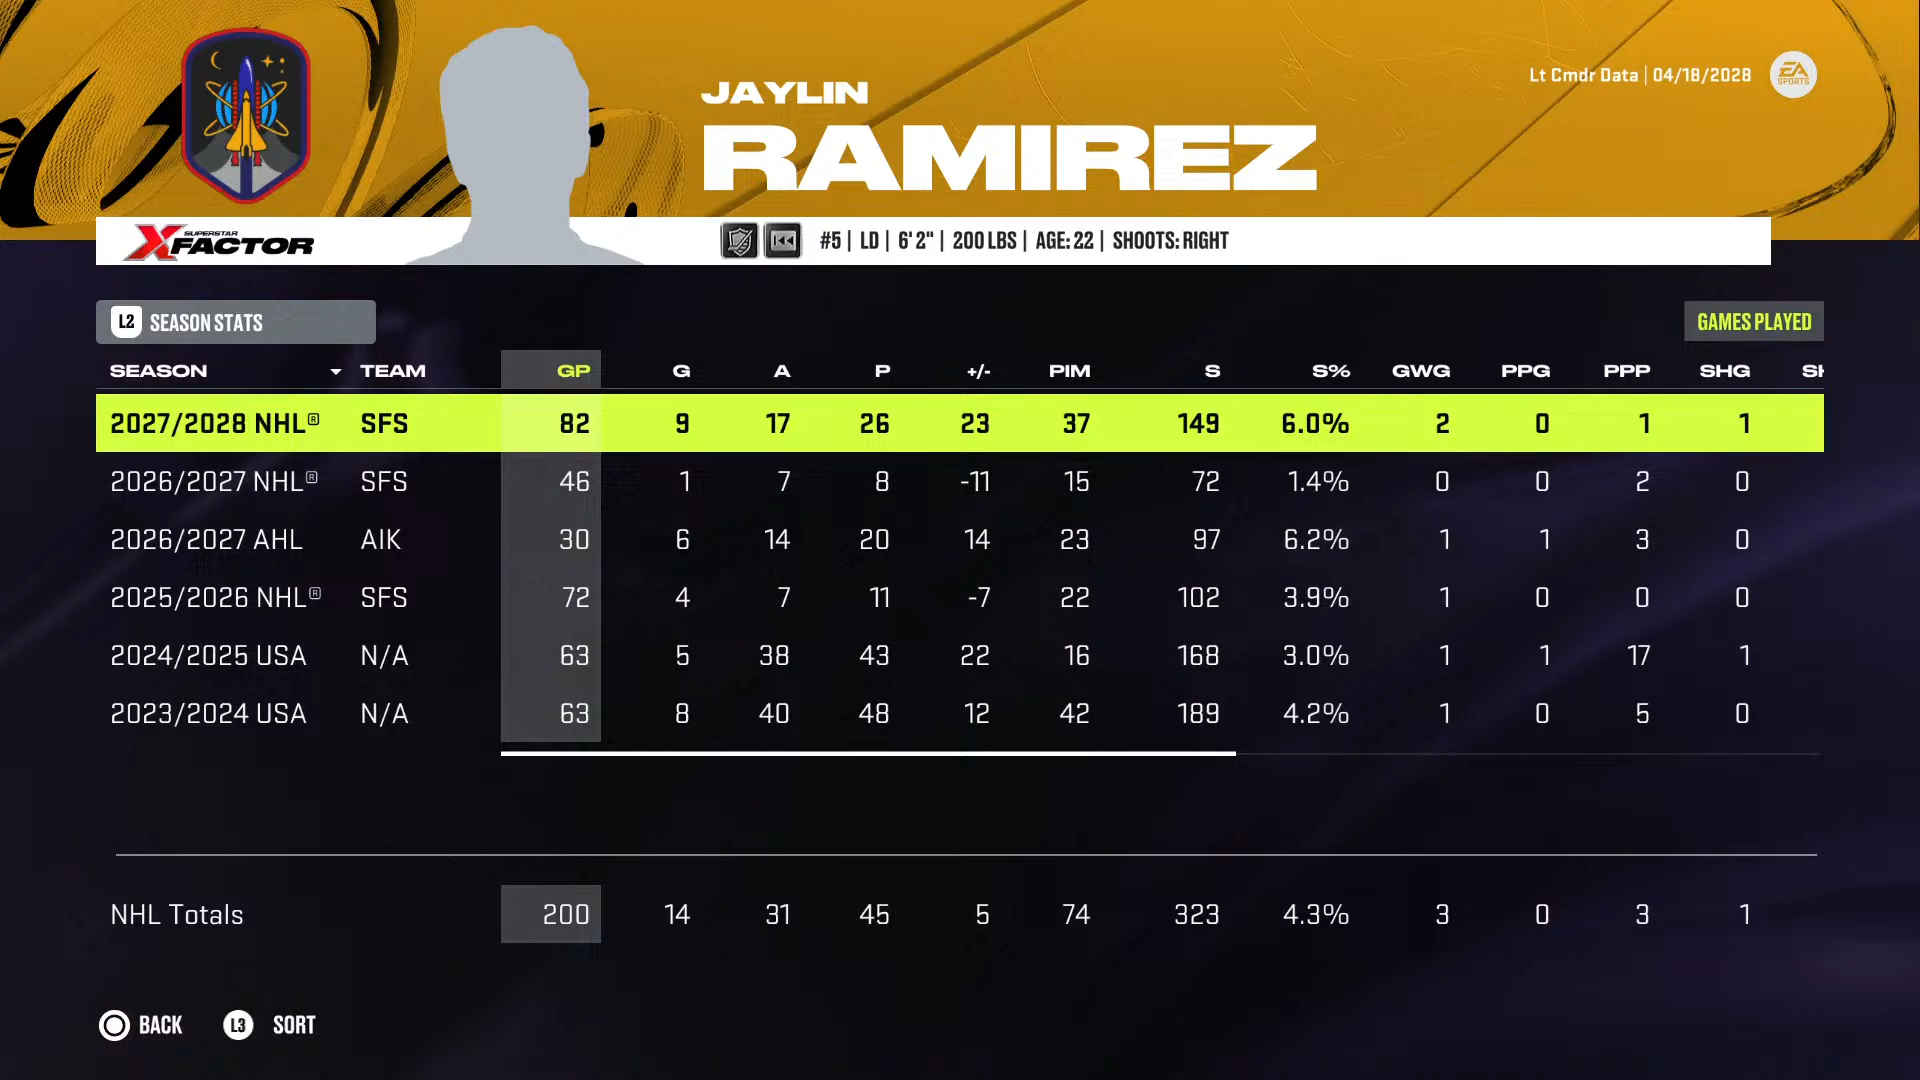 Lt Cmdr Data | 04/18/2028
EA SPORTS
JAYLIN
RAMIREZ
SUPERSTAR
XFACTOR
#5 | LD | 6' 2" | 200 LBS | AGE: 22 | SHOOTS: RIGHT
L2 SEASON STATS
GAMES PLAYED
SEASON TEAM GP G A P +/- PIM S S% GWG PPG PPP SHG
2027/2028 NHL® SFS 82 9 17 26 23 37 149 6.0% 2 0 1 1
2026/2027 NHL® SFS 46 1 7 8 -11 15 72 1.4% 0 0 2 0
2026/2027 AHL AIK 30 6 14 20 14 23 97 6.2% 1 1 3 0
2025/2026 NHL® SFS 72 4 7 11 -7 22 102 3.9% 1 0 0 0
2024/2025 USA N/A 63 5 38 43 22 16 168 3.0% 1 1 17 1
2023/2024 USA N/A 63 8 40 48 12 42 189 4.2% 1 0 5 0
NHL Totals 200 14 31 45 5 74 323 4.3% 3 0 3 1
BACK L3 SORT